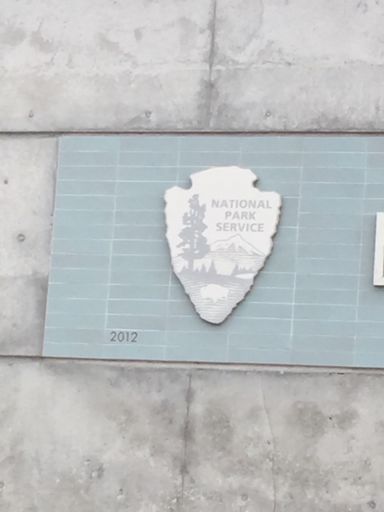 NATIONAL
PARK
SERVICE
2012